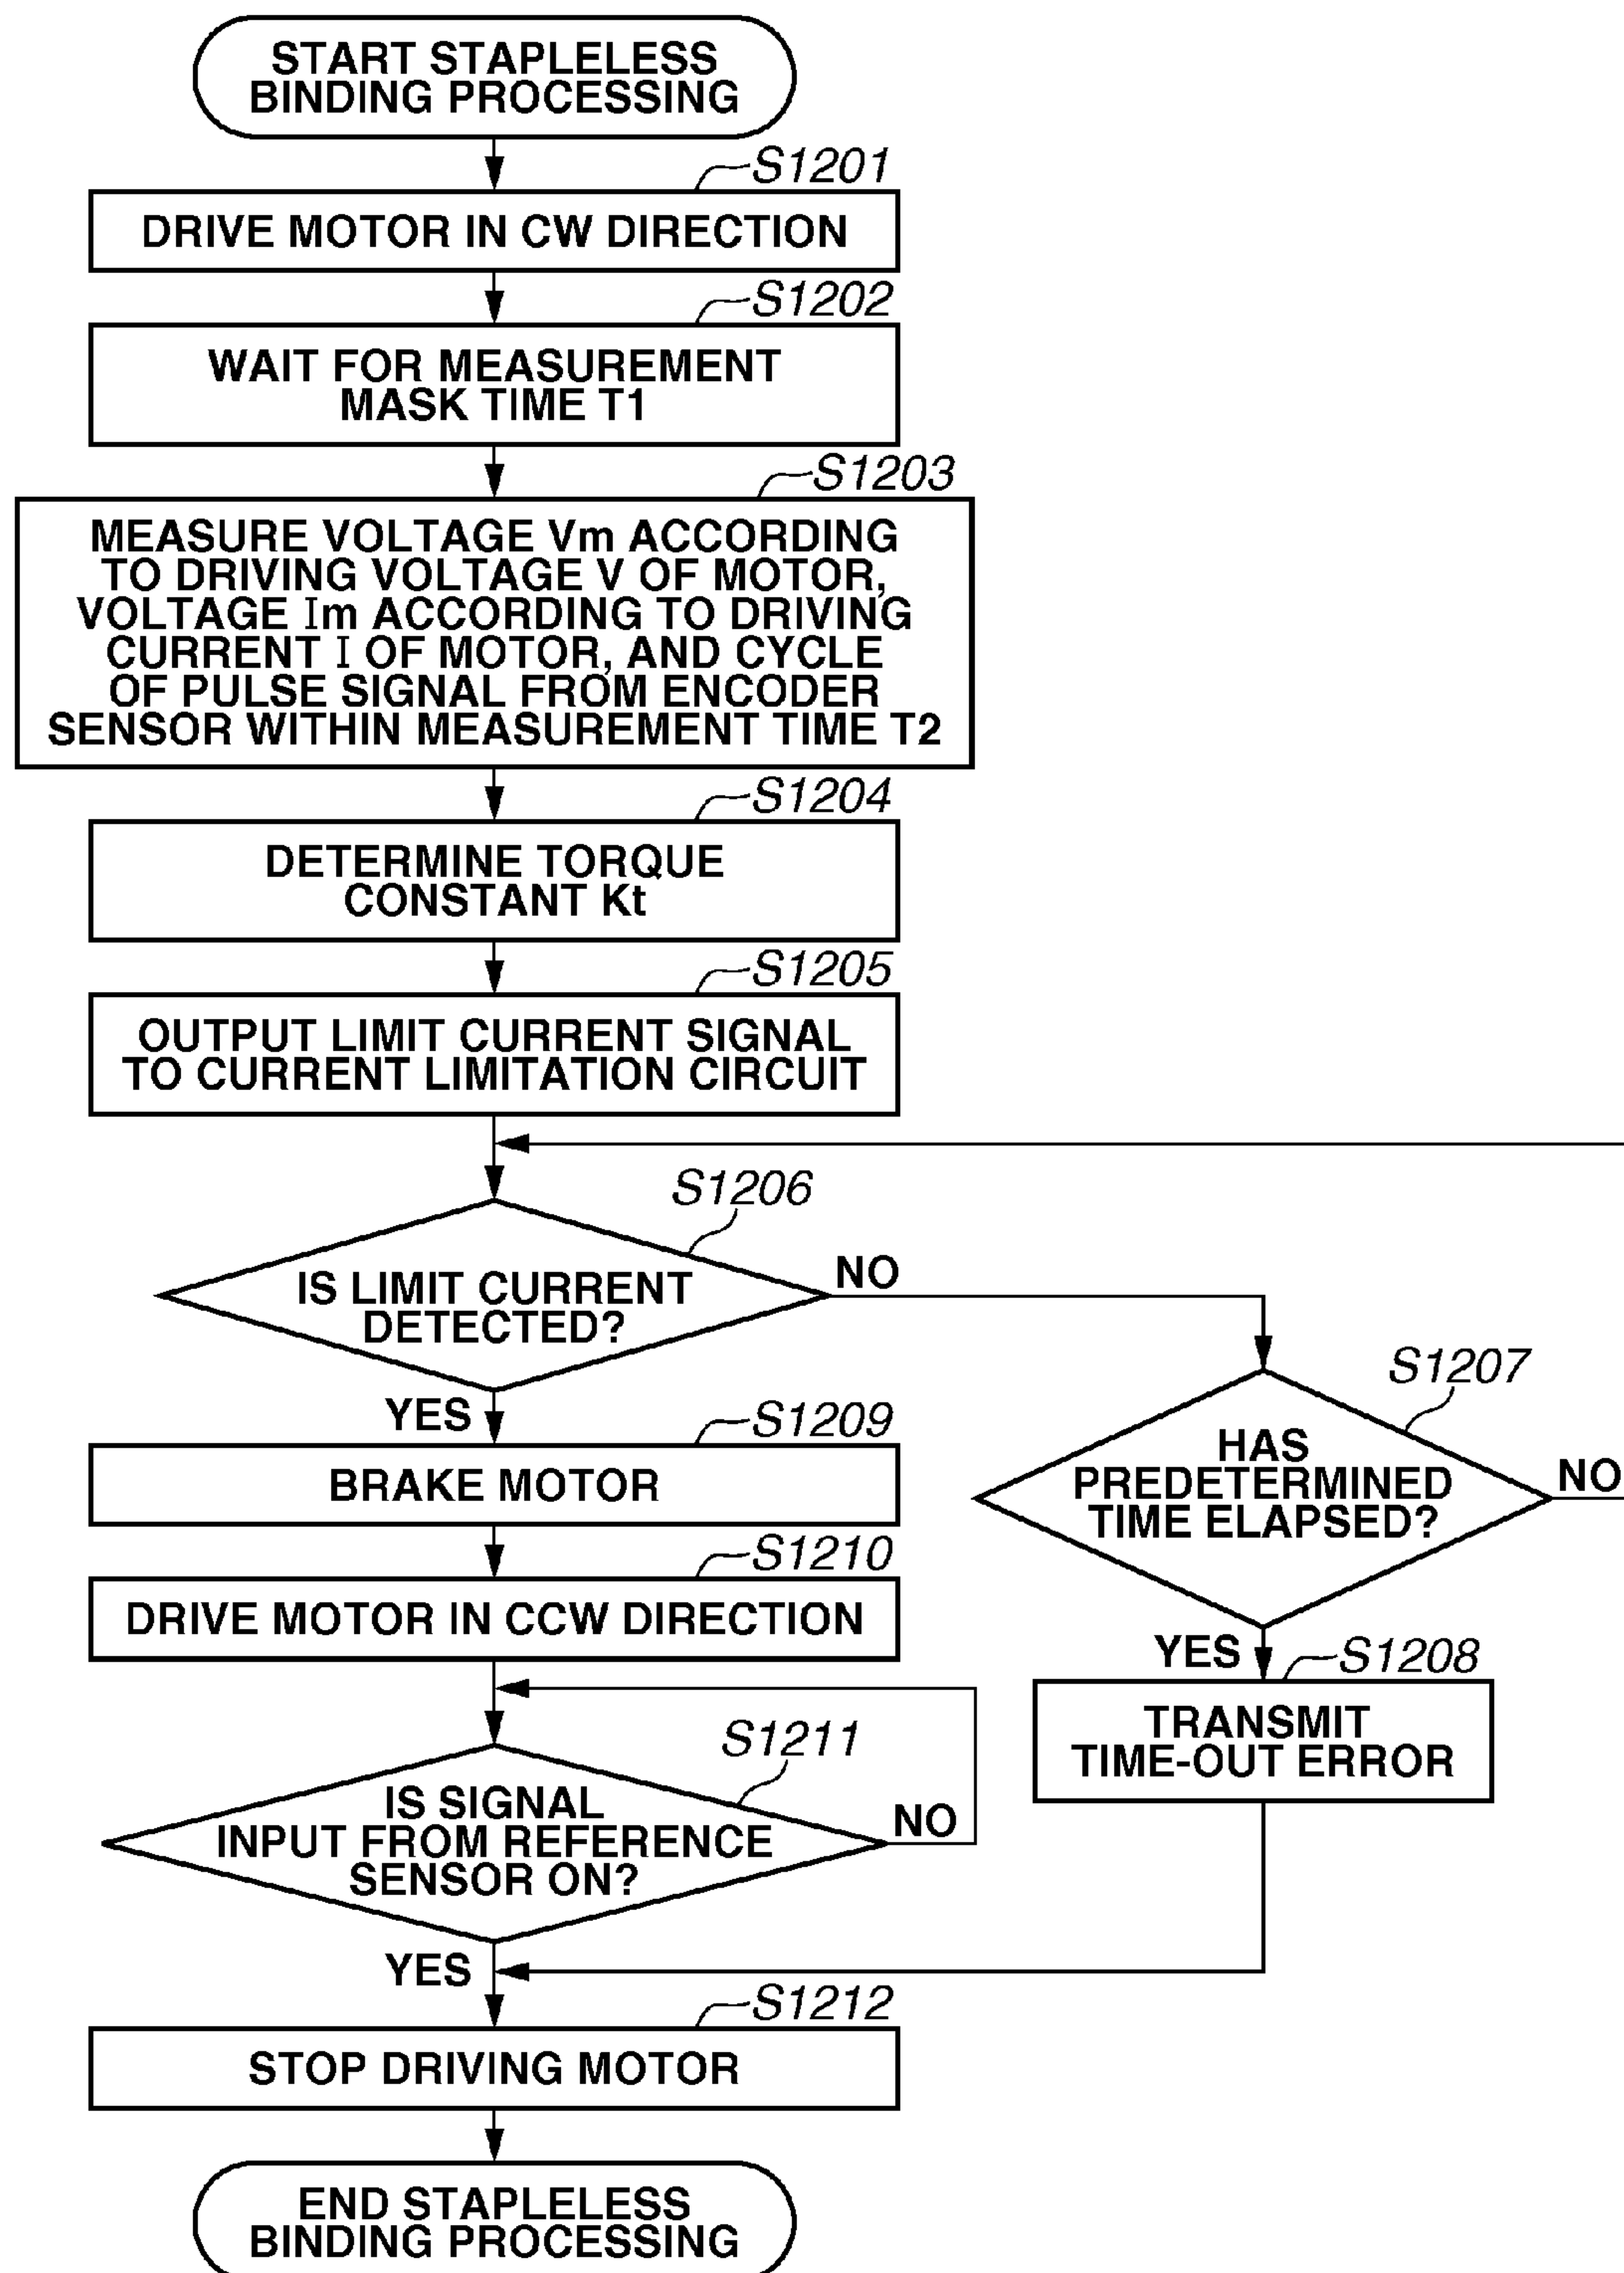 START STAPLELESS
BINDING PROCESSING
S1201
DRIVE MOTOR IN CW DIRECTION
S1202
WAIT FOR MEASUREMENT
MASK TIME T1
S1203
MEASURE VOLTAGE Vm ACCORDING
TO DRIVING VOLTAGE V OF MOTOR,
VOLTAGE Im ACCORDING TO DRIVING
CURRENT I OF MOTOR, AND CYCLE
OF PULSE SIGNAL FROM ENCODER
SENSOR WITHIN MEASUREMENT TIME T2
S1204
DETERMINE TORQUE
CONSTANT Kt
S1205
OUTPUT LIMIT CURRENT SIGNAL
TO CURRENT LIMITATION CIRCUIT
S1206
IS LIMIT CURRENT
DETECTED?
NO
YES
S1207
HAS
PREDETERMINED
TIME ELAPSED?
NO
YES
S1208
TRANSMIT
TIME-OUT ERROR
S1209
BRAKE MOTOR
S1210
DRIVE MOTOR IN CCW DIRECTION
S1211
IS SIGNAL
INPUT FROM REFERENCE
SENSOR ON?
NO
YES
S1212
STOP DRIVING MOTOR
END STAPLELESS
BINDING PROCESSING